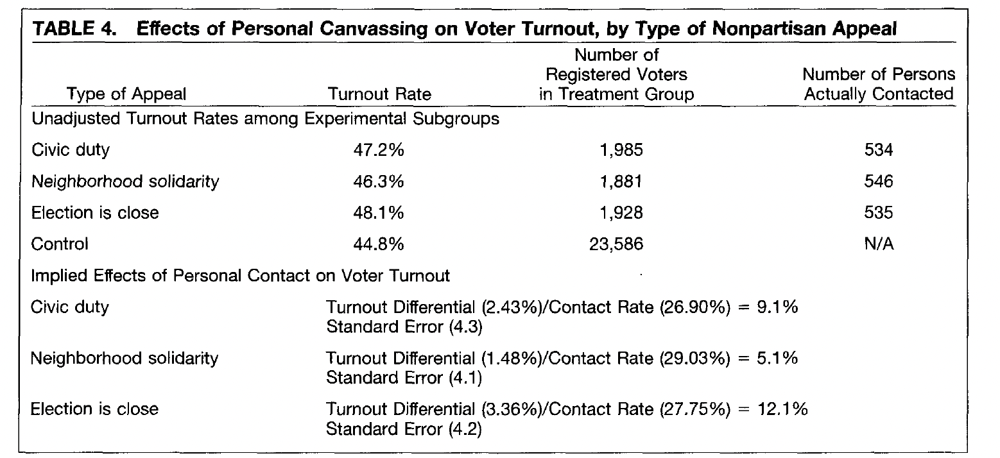 TABLE 4. Effects of Personal Canvassing on Voter Turnout, by Type of Nonpartisan Appeal
Type of Appeal Turnout Rate Number of Registered Voters in Treatment Group Number of Persons Actually Contacted
Unadjusted Turnout Rates among Experimental Subgroups
Civic duty 47.2% 1,985 534
Neighborhood solidarity 46.3% 1,881 546
Election is close 48.1% 1,928 535
Control 44.8% 23,586 N/A
Implied Effects of Personal Contact on Voter Turnout
Civic duty Turnout Differential (2.43%)/Contact Rate (26.90%) = 9.1%
Standard Error (4.3)
Neighborhood solidarity Turnout Differential (1.48%)/Contact Rate (29.03%) = 5.1%
Standard Error (4.1)
Election is close Turnout Differential (3.36%)/Contact Rate (27.75%) = 12.1%
Standard Error (4.2)